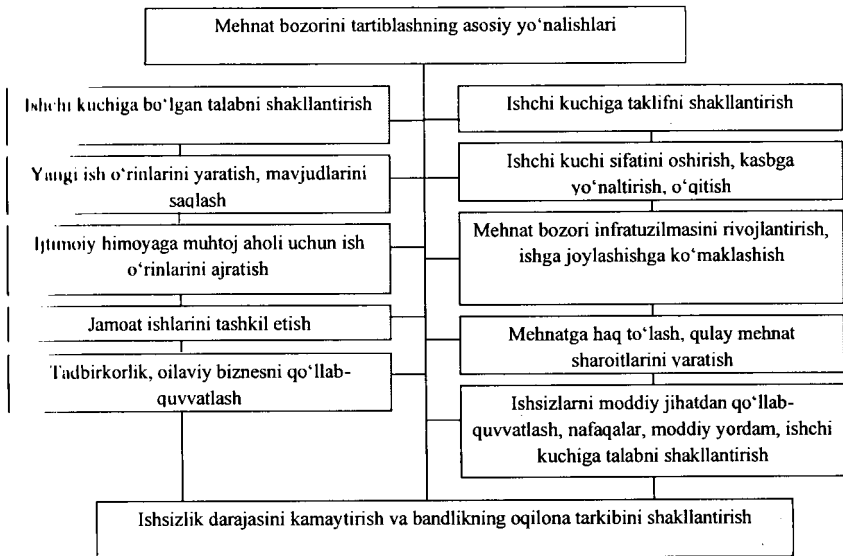 Mehnat bozorini tartiblashning asosiy yo‘nalishlari
Ishchi kuchiga bo‘lgan talabni shakllantirish
Yangi ish o‘rinlarini yaratish, mavjudlarini
saqlash
Ijtimoiy himoyaga muhtoj aholi uchun ish
o‘rinlarini ajratish
Jamoat ishlarini tashkil etish
Tadbirkorlik, oilaviy biznesni qo‘llab-
quvvatlash
Ishchi kuchiga taklifni shakllantirish
Ishchi kuchi sifatini oshirish, kasbga
yo‘naltirish, o‘qitish
Mehnat bozori infratuzilmasini rivojlantirish,
ishga joylashishga ko‘maklashish
Mehnatga haq to‘lash, qulay mehnat
sharoitlarini varatish
Ishsizlarni moddiy jihatdan qo‘llab-
quvvatlash, nafaqalar, moddiy yordam, ishchi
kuchiga talabni shakllantirish
Ishsizlik darajasini kamaytirish va bandlikning oqilona tarkibini shakllantirish